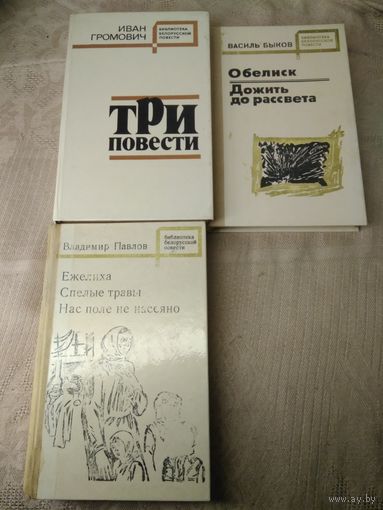 ИВАН
ГРОМОВИЧ
БИБЛИОТЕКА
БЕЛОРУССКОЙ
ПОВЕСТИ
ТРИ
ПОВЕСТИ
ВАСИЛЬ БЫКОВ
БИБЛИОТЕКА
БЕЛОРУССКОЙ
ПОВЕСТИ
Обелиск
Дожить
до рассвета
Владимир Павлов
библиотека
белорусской
повести
Ежелиха
Спелые травы
Нас поле не кассяно
ay.by